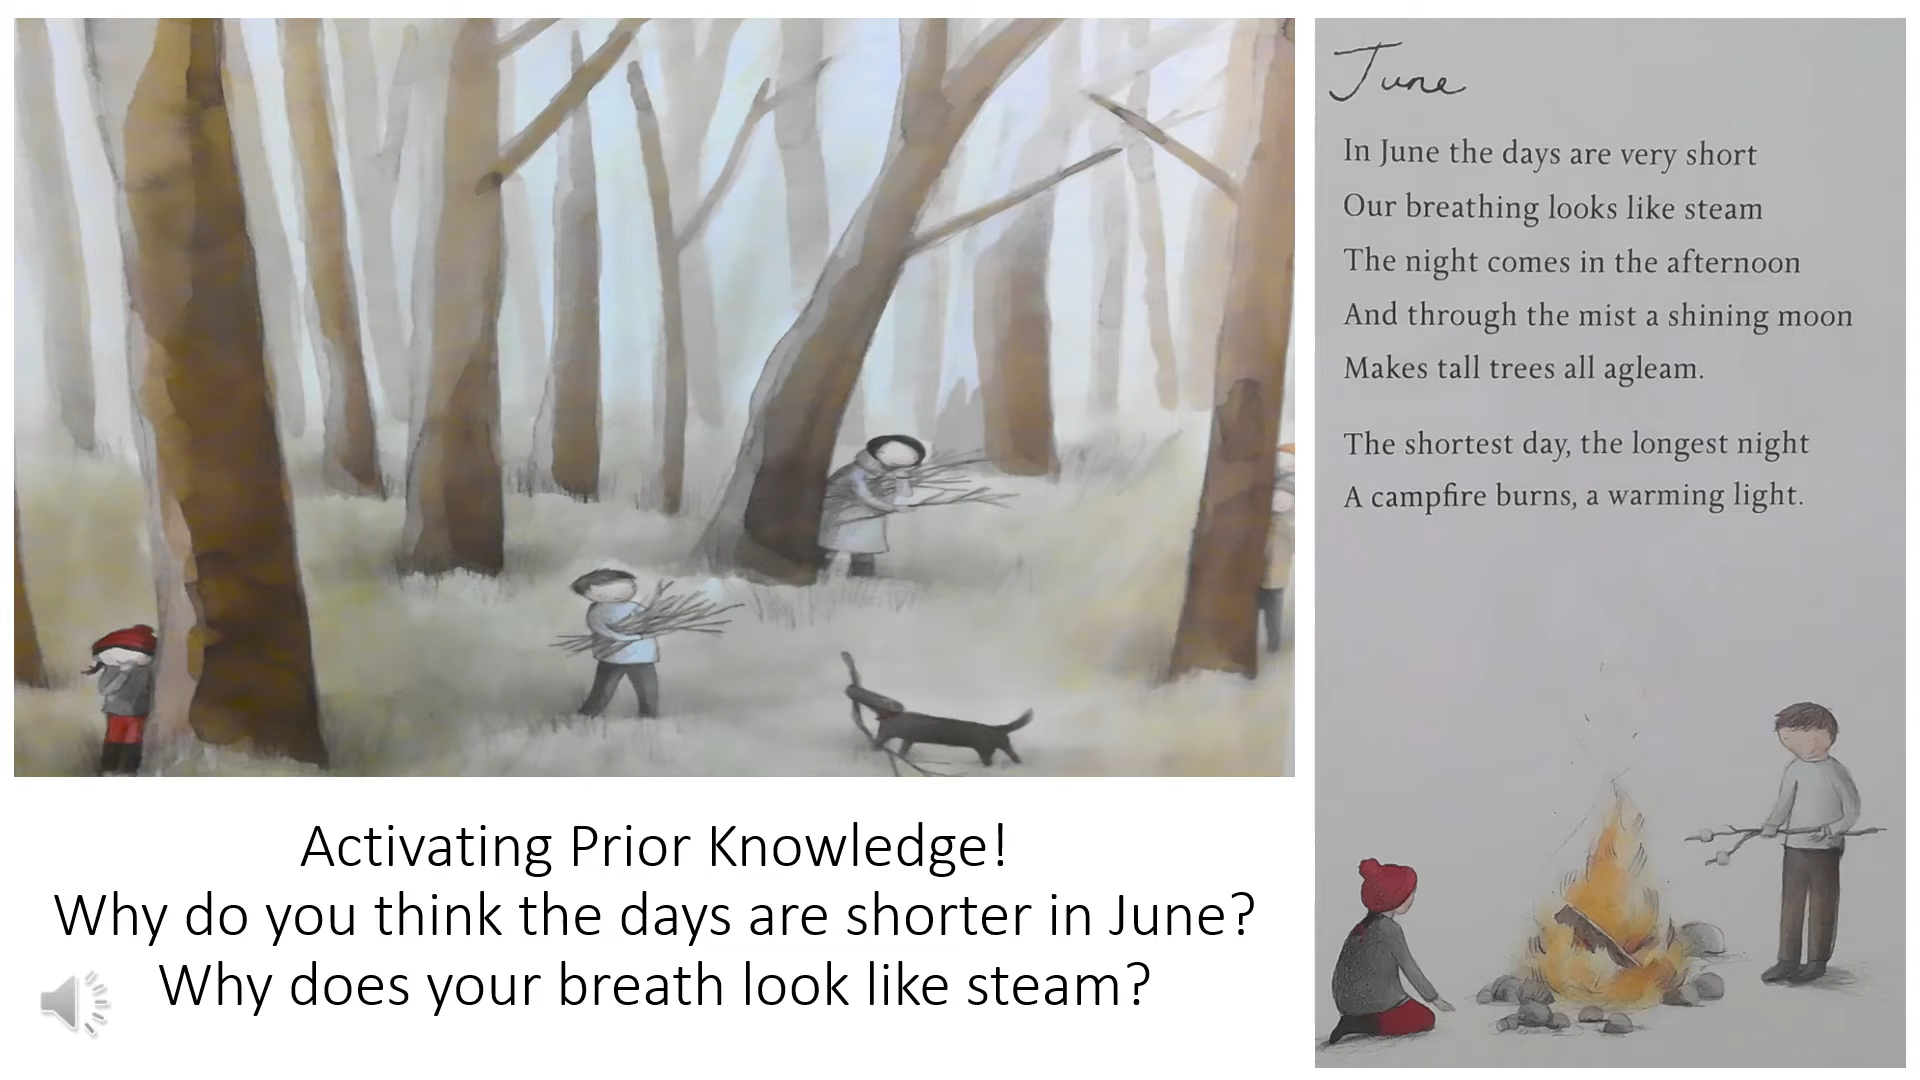 June
In June the days are very short
Our breathing looks like steam
The night comes in the afternoon
And through the mist a shining moon
Makes tall trees all agleam.
The shortest day, the longest night
A campfire burns, a warming light.
Activating Prior Knowledge!
Why do you think the days are shorter in June?
Why does your breath look like steam?